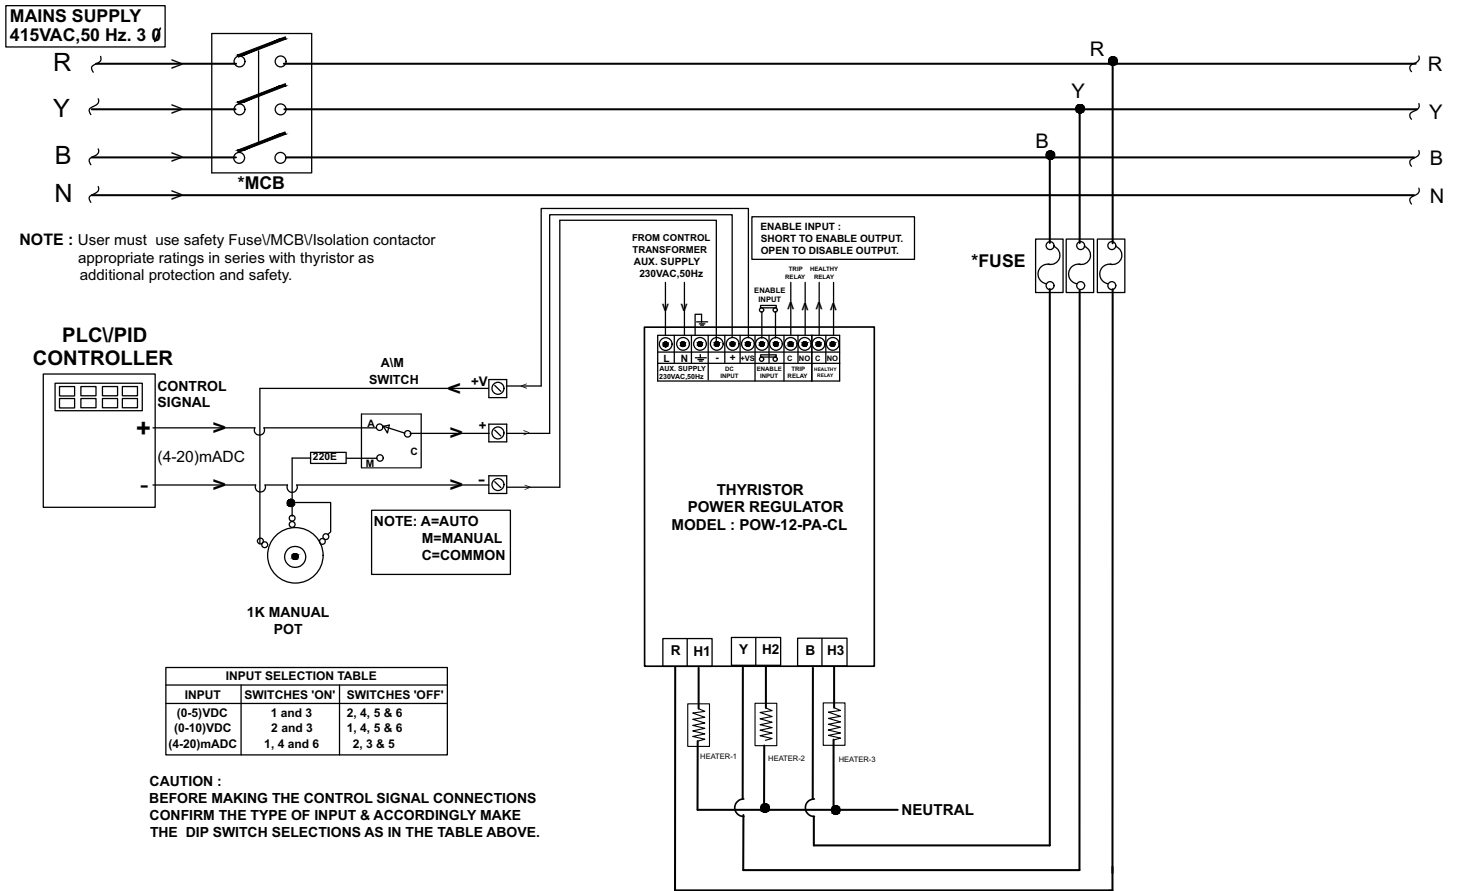 MAINS SUPPLY
415VAC,50 Hz. 3 Ø
R
Y
B
N
*MCB
R
Y
B
R
Y
B
N
NOTE : User must use safety Fuse\/MCB\/Isolation contactor
appropriate ratings in series with thyristor as
additional protection and safety.
*FUSE
FROM CONTROL
TRANSFORMER
AUX. SUPPLY
230VAC,50Hz
ENABLE INPUT :
SHORT TO ENABLE OUTPUT.
OPEN TO DISABLE OUTPUT.
TRIP
RELAY
HEALTHY
RELAY
ENABLE
INPUT
L N - + +VS C NO C NO
AUX. SUPPLY
230VAC,50Hz
DC
INPUT
ENABLE
INPUT
TRIP
RELAY
HEALTHY
RELAY
PLC\/PID
CONTROLLER
CONTROL
SIGNAL
+
(4-20)mADC
-
A\M
SWITCH
+V
+
-
A
C
M
220E
NOTE: A=AUTO
M=MANUAL
C=COMMON
1K MANUAL
POT
THYRISTOR
POWER REGULATOR
MODEL : POW-12-PA-CL
R H1 Y H2 B H3
HEATER-1
HEATER-2
HEATER-3
NEUTRAL
INPUT SELECTION TABLE
INPUT SWITCHES 'ON' SWITCHES 'OFF'
(0-5)VDC 1 and 3 2, 4, 5 & 6
(0-10)VDC 2 and 3 1, 4, 5 & 6
(4-20)mADC 1, 4 and 6 2, 3 & 5
CAUTION :
BEFORE MAKING THE CONTROL SIGNAL CONNECTIONS
CONFIRM THE TYPE OF INPUT & ACCORDINGLY MAKE
THE DIP SWITCH SELECTIONS AS IN THE TABLE ABOVE.